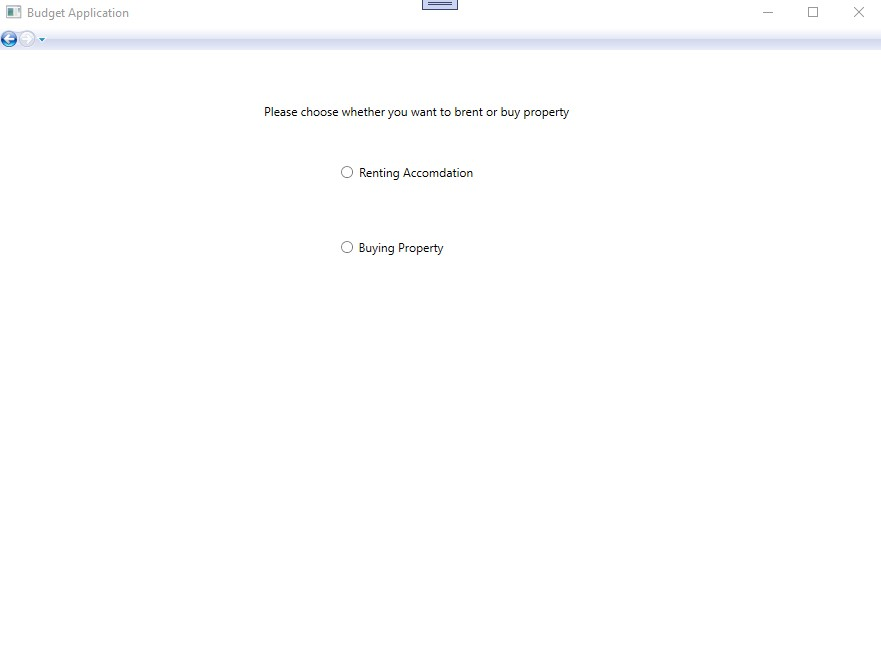 Budget Application
Please choose whether you want to brent or buy property
Renting Accomdation
Buying Property